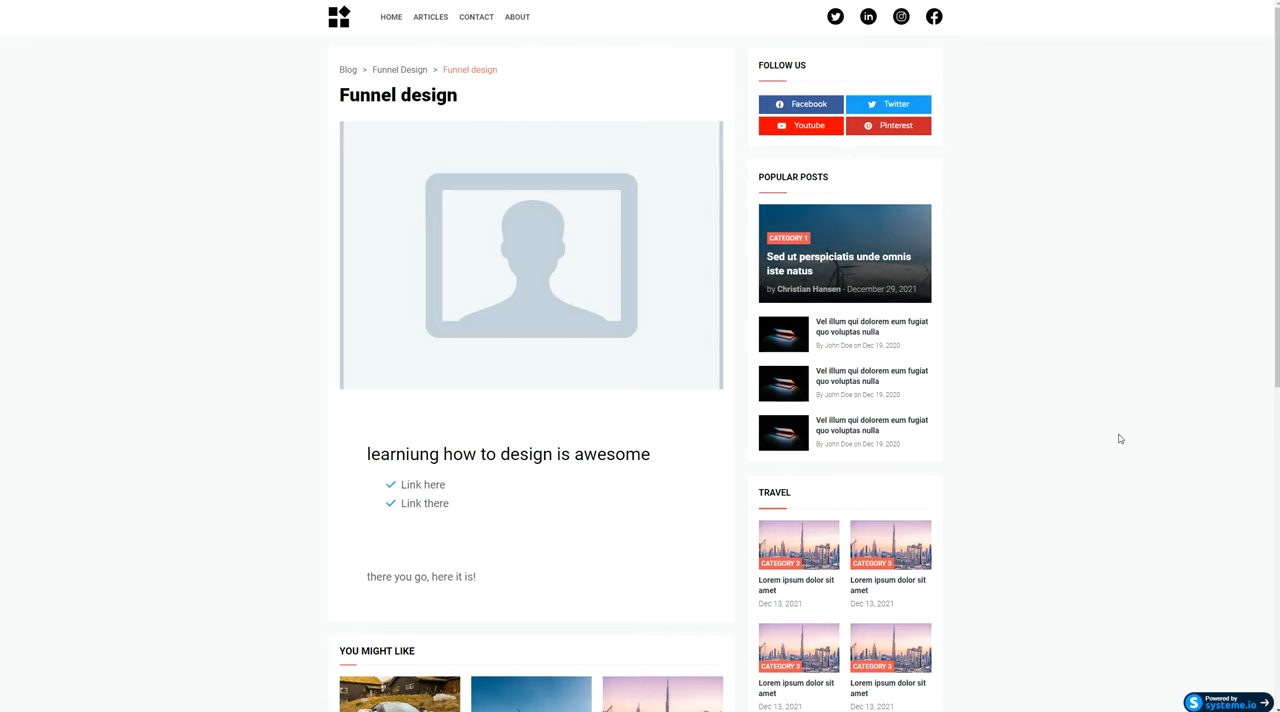 HOME ARTICLES CONTACT ABOUT
Blog > Funnel Design > Funnel design
Funnel design
learniung how to design is awesome
Link here
Link there
there you go, here it is!
YOU MIGHT LIKE
FOLLOW US
Facebook Twitter
Youtube Pinterest
POPULAR POSTS
CATEGORY 1
Sed ut perspiciatis unde omnis
iste natus
by Christian Hansen - December 29, 2021
Vel illum qui dolorem eum fugiat
quo voluptas nulla
By John Doe on Dec 19, 2020
Vel illum qui dolorem eum fugiat
quo voluptas nulla
By John Doe on Dec 19, 2020
Vel illum qui dolorem eum fugiat
quo voluptas nulla
By John Doe on Dec 19, 2020
TRAVEL
CATEGORY 3
Lorem ipsum dolor sit
amet
Dec 13, 2021
CATEGORY 3
Lorem ipsum dolor sit
amet
Dec 13, 2021
CATEGORY 3
Lorem ipsum dolor sit
amet
Dec 13, 2021
CATEGORY 3
Lorem ipsum dolor sit
amet
Dec 13, 2021
Powered by
systeme.io